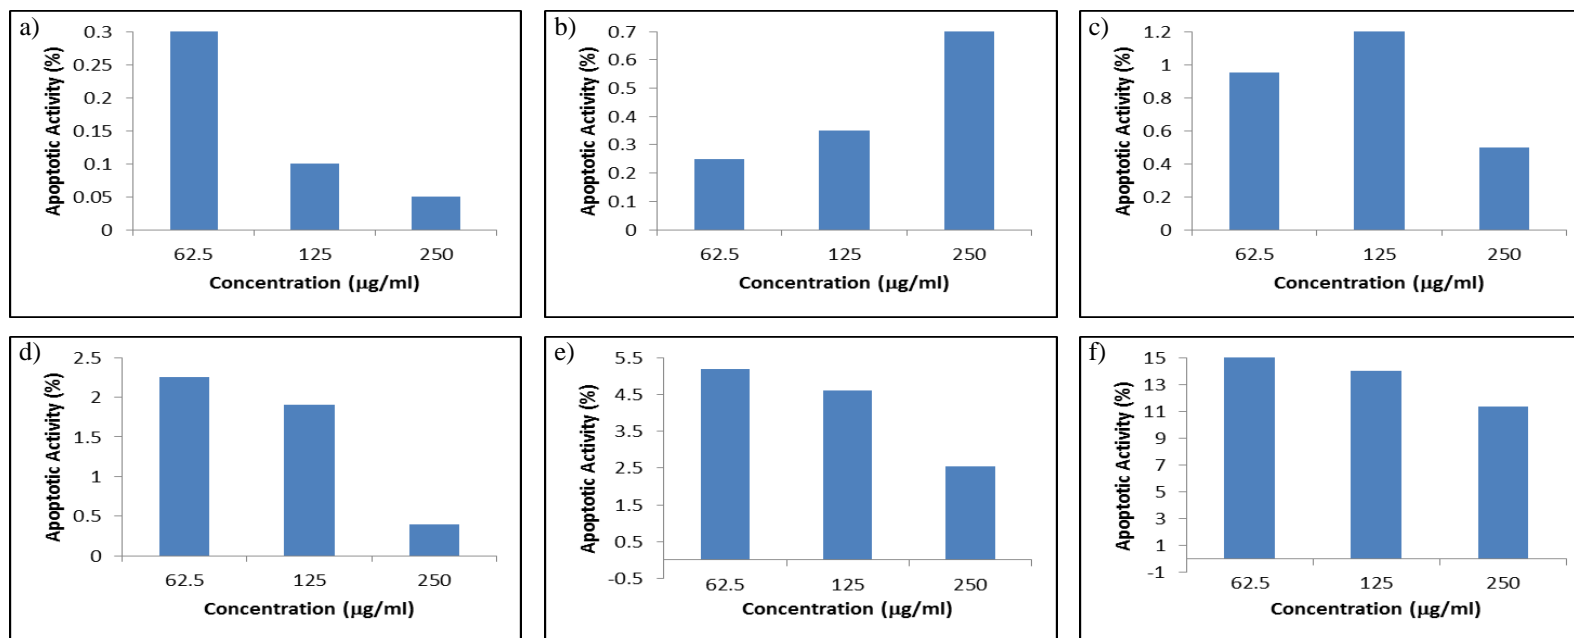 a)
Apoptotic Activity (%)
0.3
0.25
0.2
0.15
0.1
0.05
0
62.5 125 250
Concentration (µg/ml)
b)
Apoptotic Activity (%)
0.7
0.6
0.5
0.4
0.3
0.2
0.1
0
62.5 125 250
Concentration (µg/ml)
c)
Apoptotic Activity (%)
1.2
1
0.8
0.6
0.4
0.2
0
62.5 125 250
Concentration (µg/ml)
d)
Apoptotic Activity (%)
2.5
2
1.5
1
0.5
0
62.5 125 250
Concentration (µg/ml)
e)
Apoptotic Activity (%)
5.5
4.5
3.5
2.5
1.5
0.5
-0.5
62.5 125 250
Concentration (µg/ml)
f)
Apoptotic Activity (%)
15
13
11
9
7
5
3
1
-1
62.5 125 250
Concentration (µg/ml)